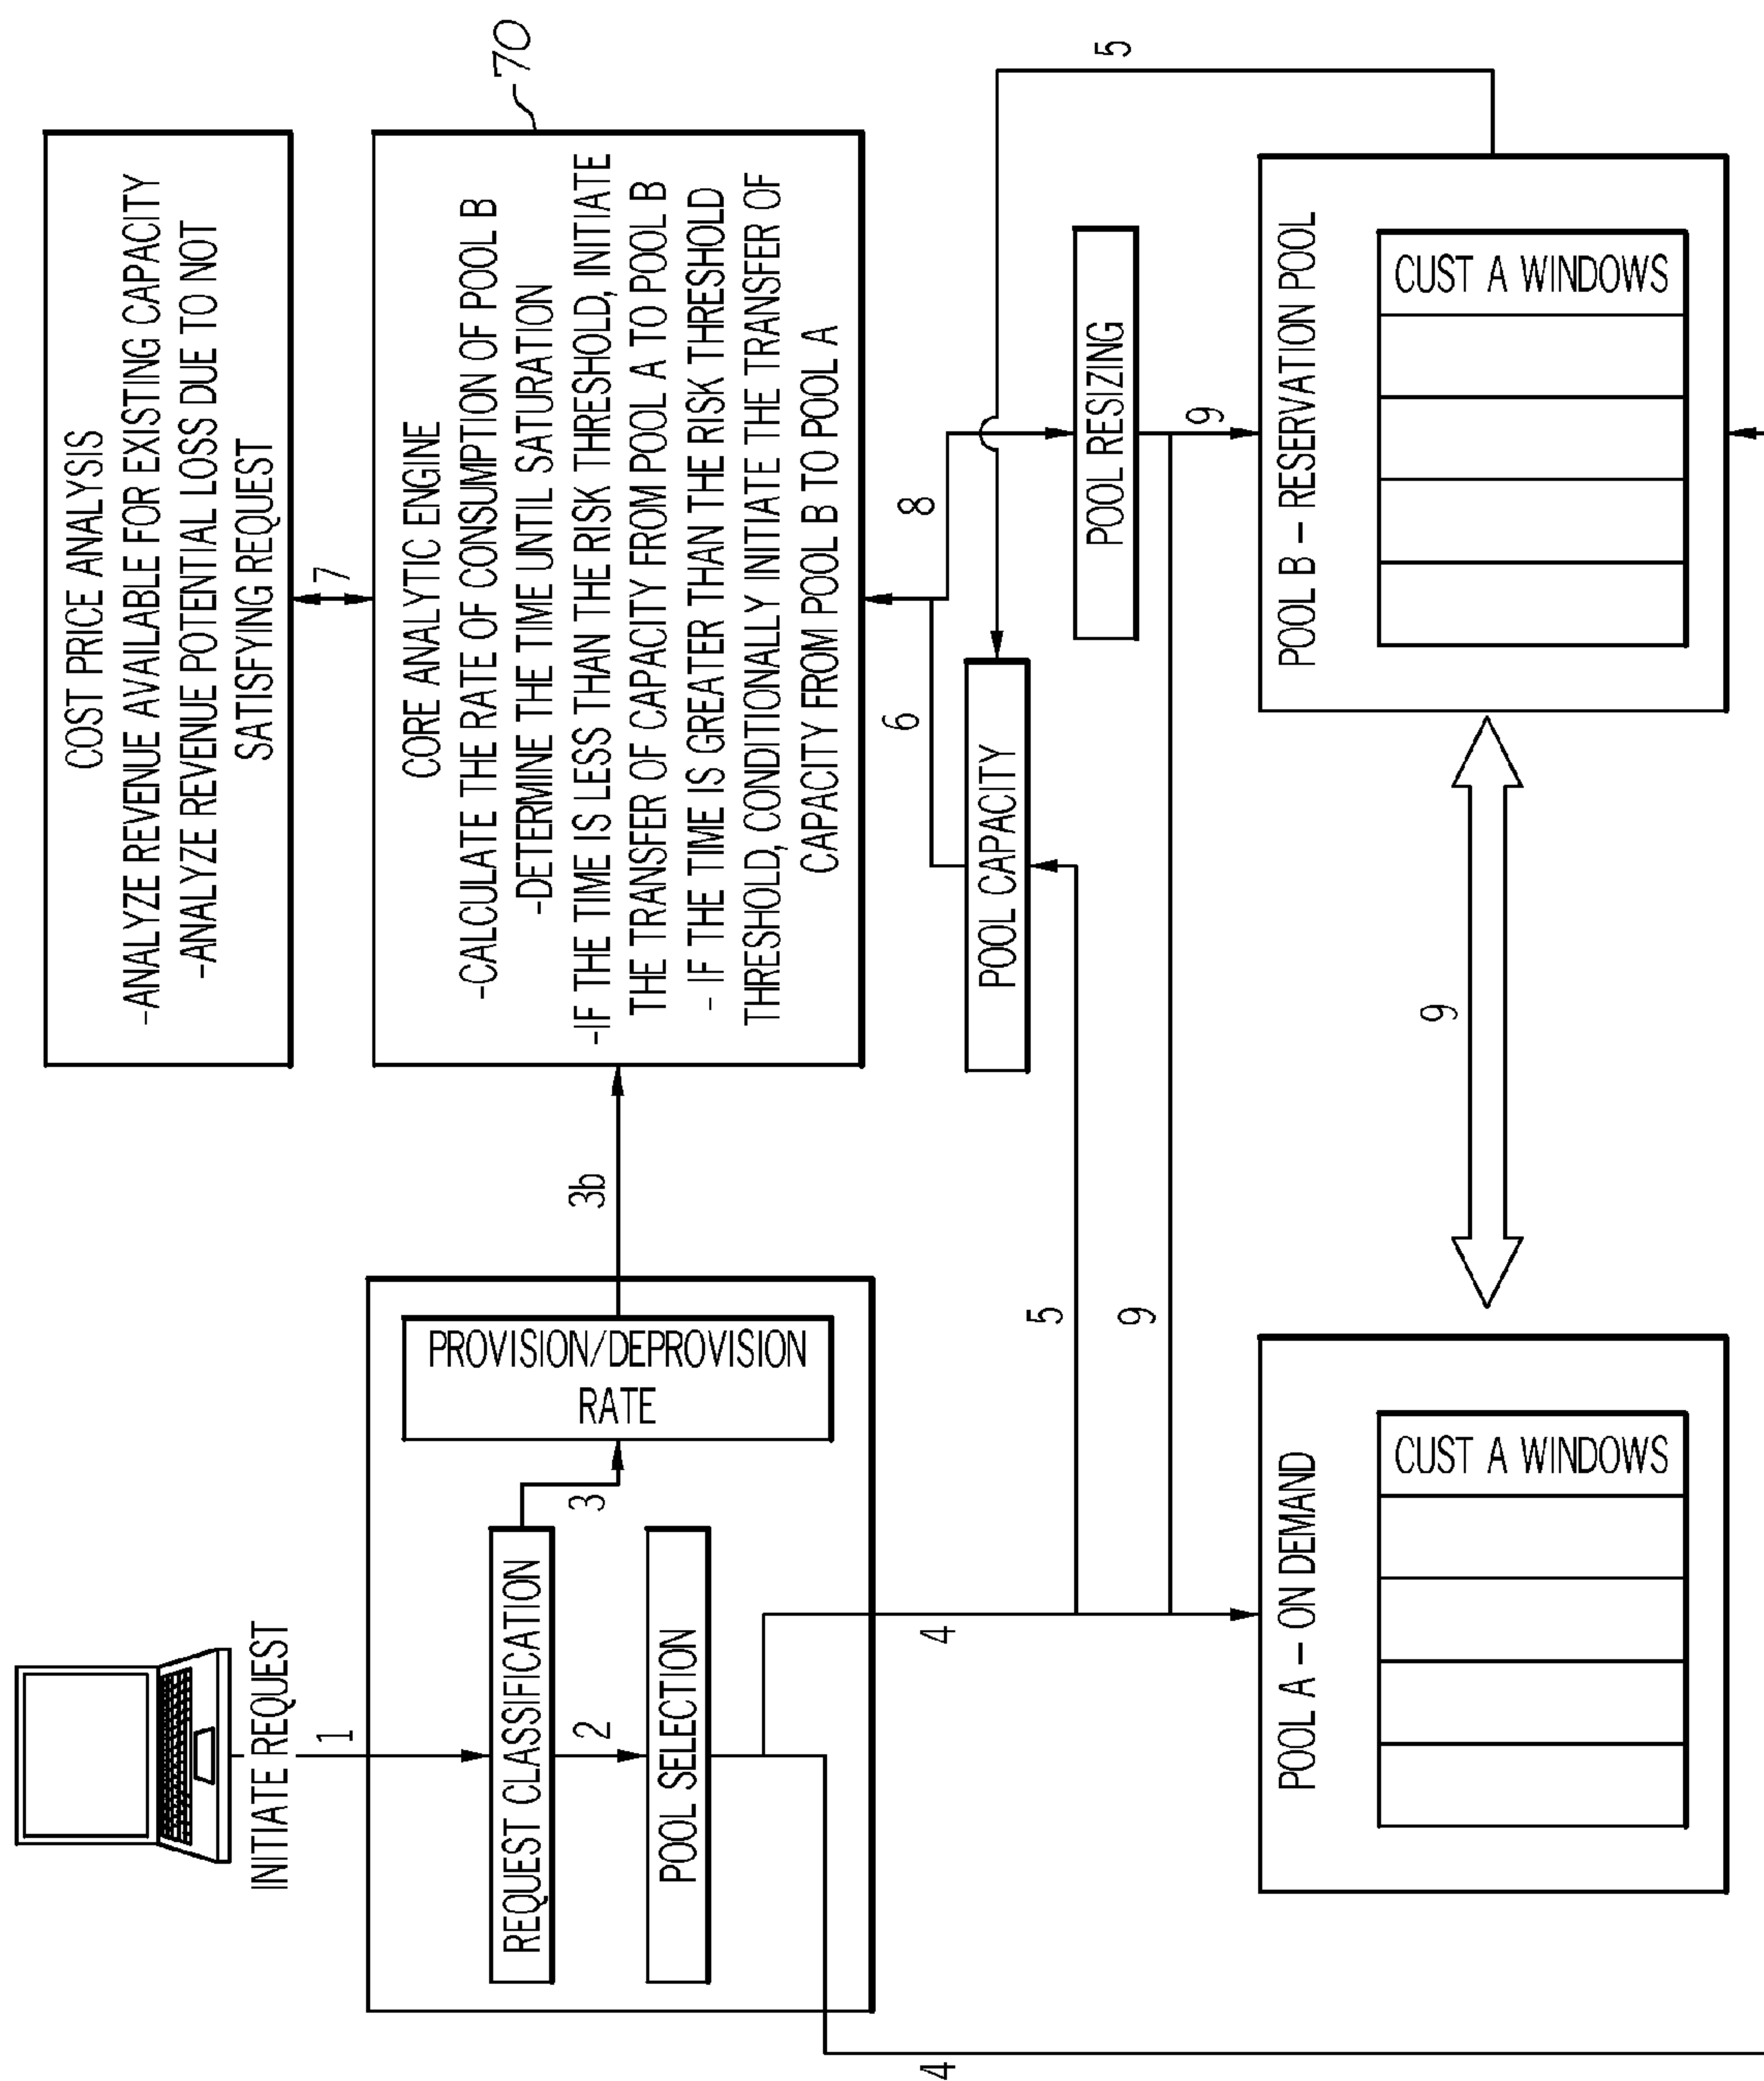 INITIATE REQUEST
1
REQUEST CLASSIFICATION
2
POOL SELECTION
3
PROVISION/DEPROVISION
RATE
3b
COST PRICE ANALYSIS
-ANALYZE REVENUE AVAILABLE FOR EXISTING CAPACITY
-ANALYZE REVENUE POTENTIAL LOSS DUE TO NOT
SATISFYING REQUEST
7
70
CORE ANALYTIC ENGINE
-CALCULATE THE RATE OF CONSUMPTION OF POOL B
-DETERMINE THE TIME UNTIL SATURATION
-IF THE TIME IS LESS THAN THE RISK THRESHOLD, INITIATE
THE TRANSFER OF CAPACITY FROM POOL A TO POOL B
- IF THE TIME IS GREATER THAN THE RISK THRESHOLD
THRESHOLD, CONDITIONALLY INITIATE THE TRANSFER OF
CAPACITY FROM POOL B TO POOL A
4
4
5
9
6
8
5
POOL CAPACITY
POOL RESIZING
9
POOL A – ON DEMAND
CUST A WINDOWS
9
POOL B – RESERVATION POOL
CUST A WINDOWS